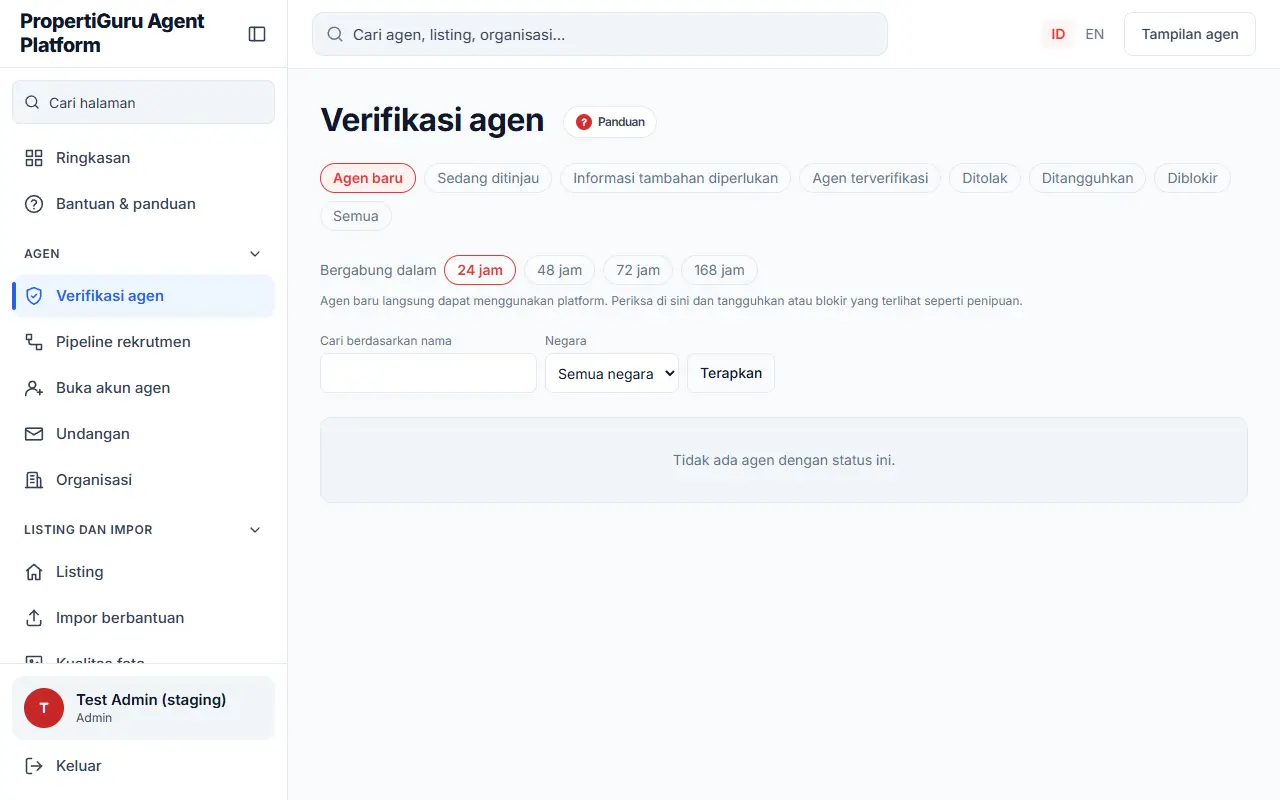 PropertiGuru Agent
Platform
Cari agen, listing, organisasi...
ID
EN
Tampilan agen
Cari halaman
Ringkasan
Bantuan & panduan
AGEN
Verifikasi agen
Pipeline rekrutmen
Buka akun agen
Undangan
Organisasi
LISTING DAN IMPOR
Listing
Impor berbantuan
Kualitas foto
T
Test Admin (staging)
Admin
Keluar
Verifikasi agen
? Panduan
Agen baru
Sedang ditinjau
Informasi tambahan diperlukan
Agen terverifikasi
Ditolak
Ditangguhkan
Diblokir
Semua
Bergabung dalam
24 jam
48 jam
72 jam
168 jam
Agen baru langsung dapat menggunakan platform. Periksa di sini dan tangguhkan atau blokir yang terlihat seperti penipuan.
Cari berdasarkan nama
Negara
Semua negara
Terapkan
Tidak ada agen dengan status ini.